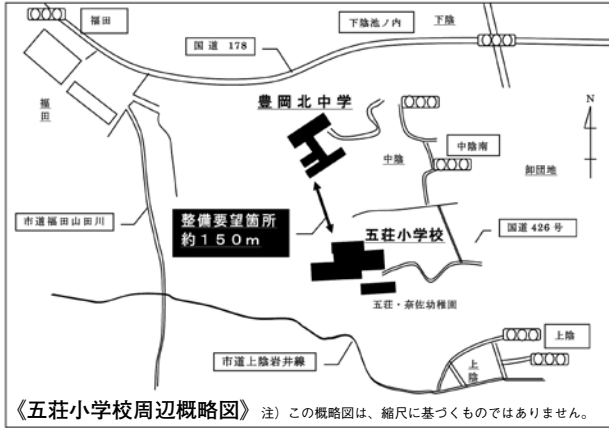 福田
国道 178
下陰池ノ内
下陰
豊岡北中学
福田
中陰
中陰南
卸団地
N
市道福田山田川
整備要望箇所
約150m
五荘小学校
国道426号
五荘・奈佐幼稚園
市道上陰岩井線
上陰
上陰
《五荘小学校周辺概略図》 注）この概略図は、縮尺に基づくものではありません。